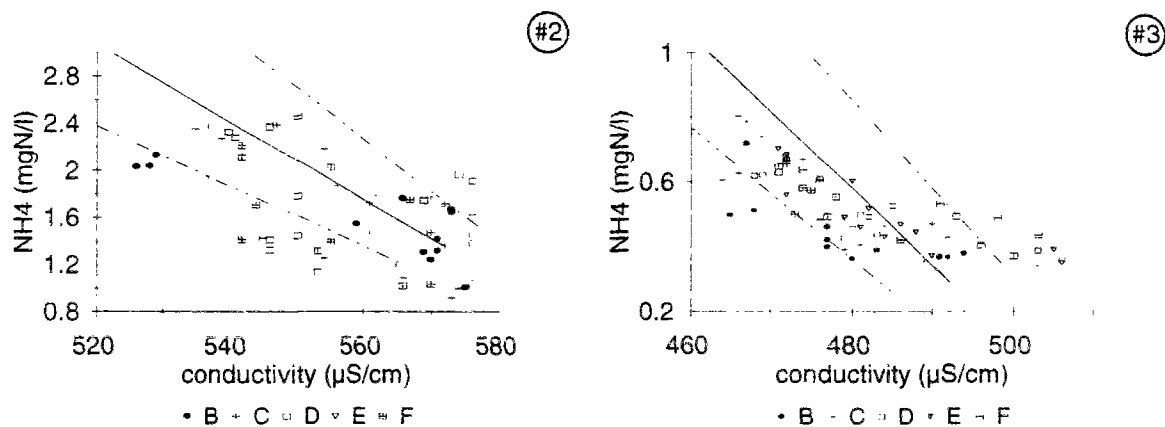 #2
NH4 (mgN/l)
2.8
2.4
2
1.6
1.2
0.8
520 540 560 580
conductivity (µS/cm)
B C D E F
#3
NH4 (mgN/l)
1
0.6
0.2
460 480 500
conductivity (µS/cm)
B C D E F